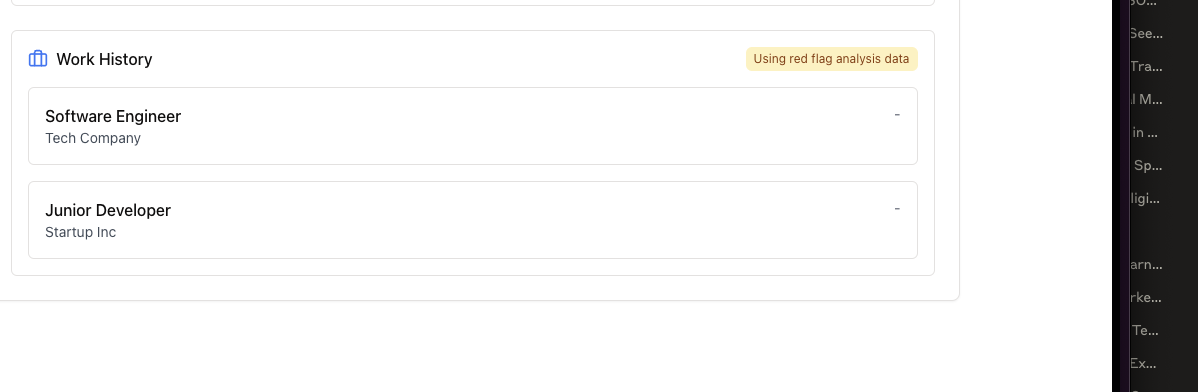 Work History
Using red flag analysis data
Software Engineer
-
Tech Company
Junior Developer
-
Startup Inc
See...
Tra...
l M...
in ...
Sp...
ligi...
arn...
rke...
Te...
Ex...